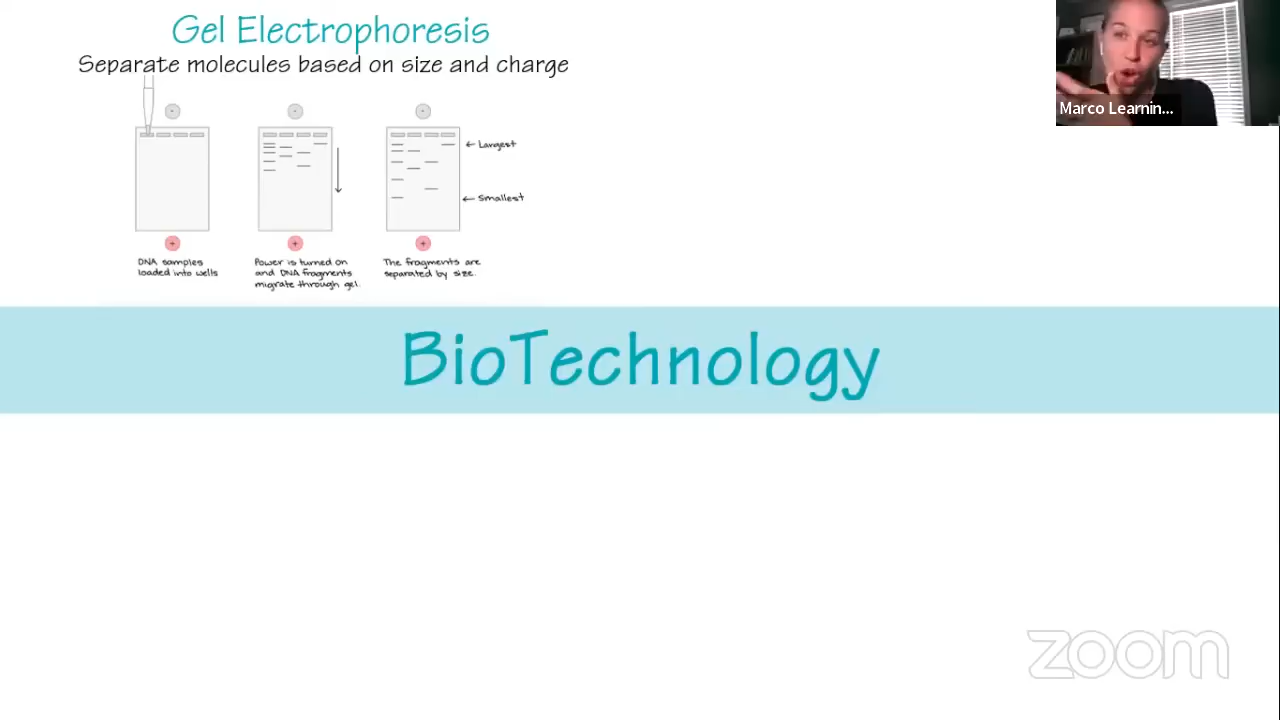 Gel Electrophoresis
Separate molecules based on size and charge
-
-
-
← Largest
← Smallest
+
+
+
DNA samples
loaded into wells
Power is turned on
and DNA fragments
migrate through gel.
The fragments are
separated by size.
BioTechnology
Marco Learnin...
zoom